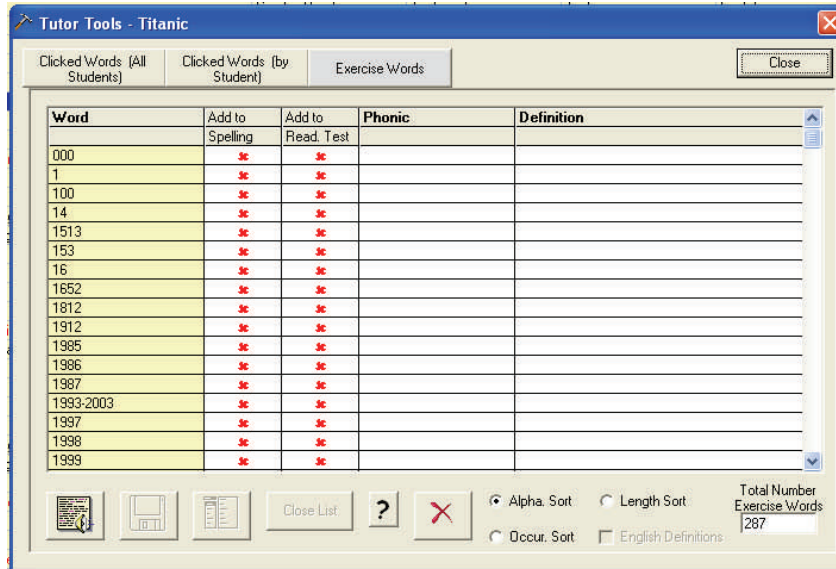 Tutor Tools - Titanic
Clicked Words (All Students)
Clicked Words (by Student)
Exercise Words
Close
Word Add to Spelling Add to Read. Test Phonic Definition
000
1
100
14
1513
153
16
1652
1812
1912
1985
1986
1987
1993-2003
1997
1998
1999
Close List
?
Alpha. Sort
Length Sort
Total Number Exercise Words
287
Occur. Sort
English Definitions